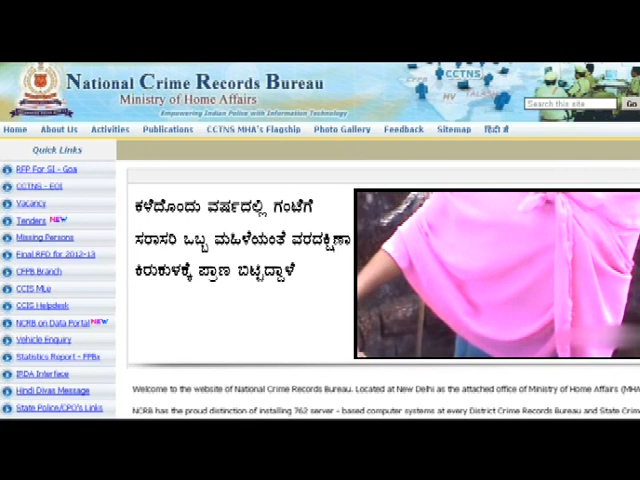 National Crime Records Bureau
Ministry of Home Affairs
Empowering Indian Police with Information Technology
CCTNS
Search this site
Go
Home About Us Activities Publications CCTNS MHA's Flagship Photo Gallery Feedback Sitemap हिंदी में
Quick Links
RFP For SI - Goa
CCTNS - EOI
Vacancy
Tenders NEW
Missing Persons
Final RFD for 2012-13
CFPB Branch
CCIS MLe
CCIS Helpdesk
NCRB on Data Portal NEW
Vehicle Enquiry
Statistics Report - FPBx
IRDA Interface
Hindi Divas Message
State Police/CPO's Links
ಕಳೆದೊಂದು ವರ್ಷದಲ್ಲಿ ಗಂಟೆಗೆ
ಸರಾಸರಿ ಒಬ್ಬ ಮಹಿಳೆಯಂತೆ ವರದಕ್ಷಿಣಾ
ಕಿರುಕುಳಕ್ಕೆ ಪ್ರಾಣ ಬಿಟ್ಟಿದ್ದಾಳೆ
Welcome to the website of National Crime Records Bureau. Located at New Delhi as the attached office of Ministry of Home Affairs (MHA
NCRB has the proud distinction of installing 762 server - based computer systems at every District Crime Records Bureau and State Crim